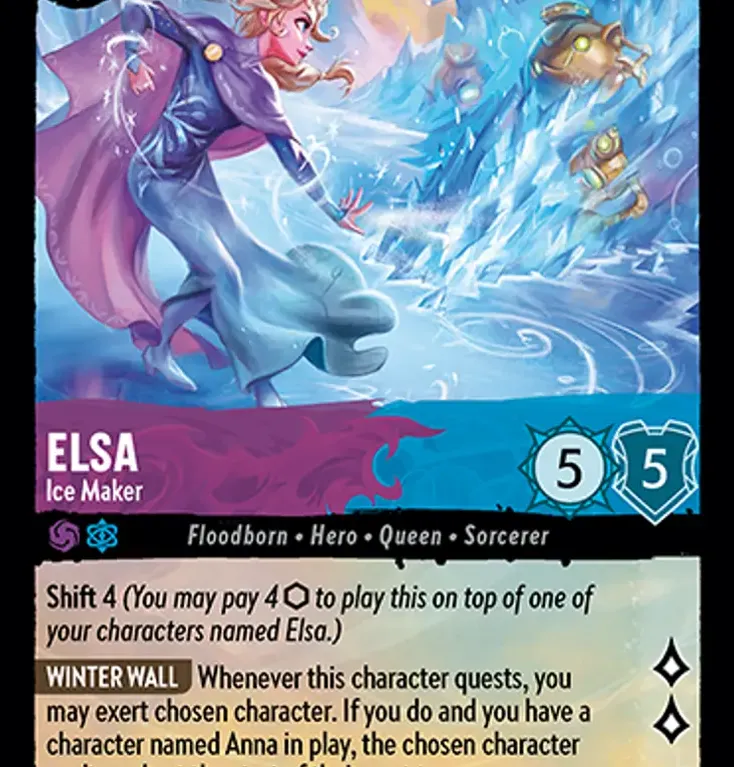 ELSA
Ice Maker
5 5
Floodborn • Hero • Queen • Sorcerer
Shift 4 (You may pay 4 ⬡ to play this on top of one of
your characters named Elsa.)
WINTER WALL Whenever this character quests, you
may exert chosen character. If you do and you have a
character named Anna in play, the chosen character